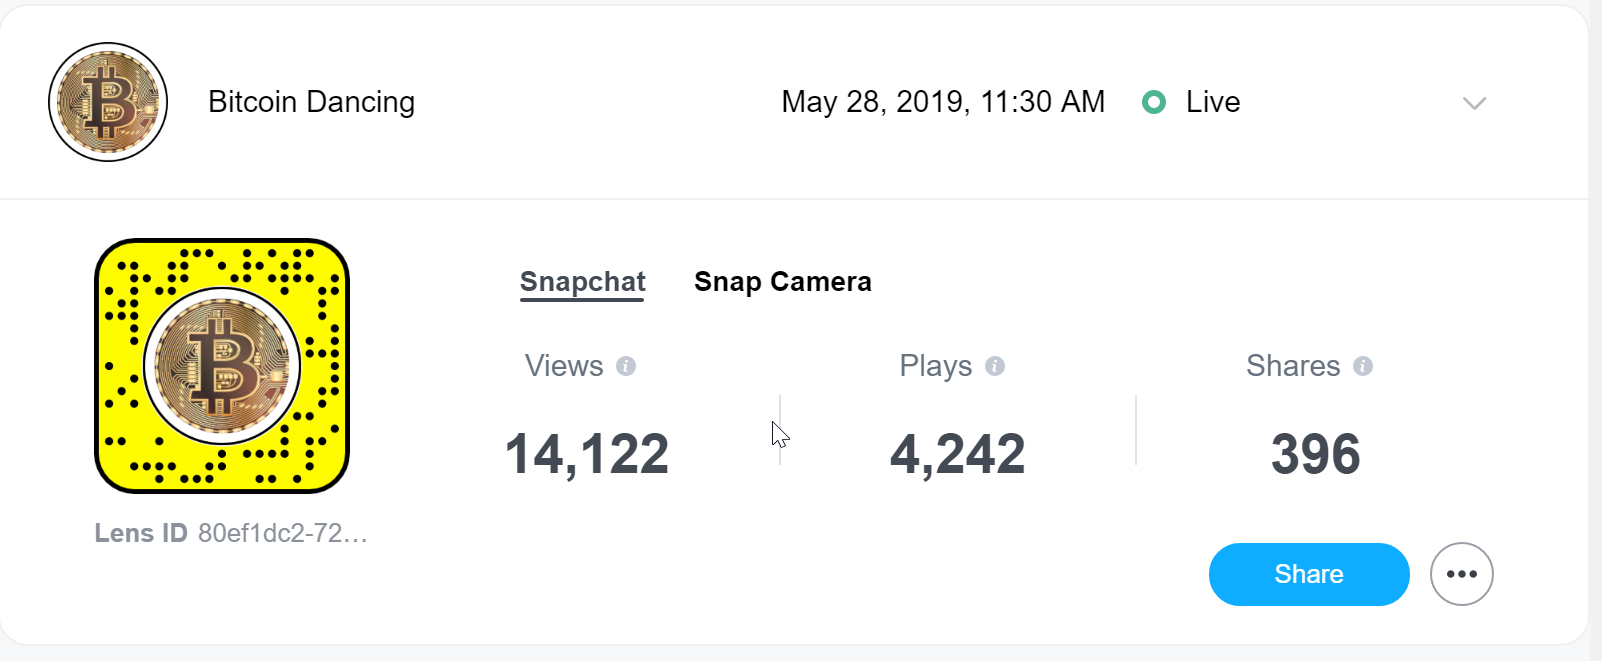 Bitcoin Dancing
May 28, 2019, 11:30 AM Live
Snapchat Snap Camera
Views Plays Shares
14,122 4,242 396
Lens ID 80ef1dc2-72...
Share